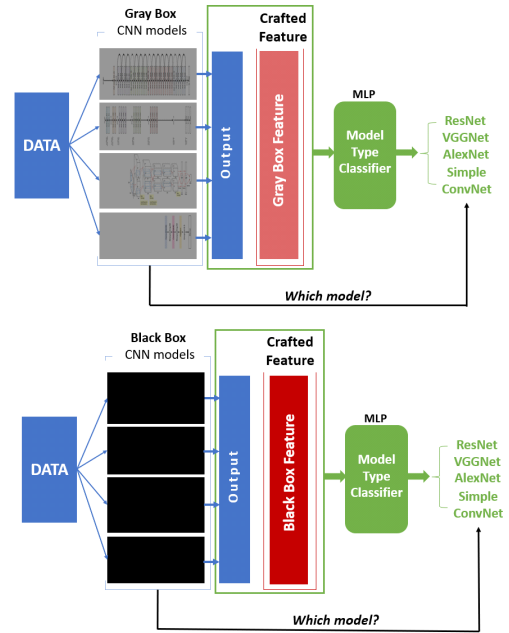 Gray Box
CNN models
Crafted
Feature
DATA
Output
Gray Box Feature
MLP
Model
Type
Classifier
ResNet
VGGNet
AlexNet
Simple
ConvNet
Which model?
Black Box
CNN models
Crafted
Feature
DATA
Output
Black Box Feature
MLP
Model
Type
Classifier
ResNet
VGGNet
AlexNet
Simple
ConvNet
Which model?